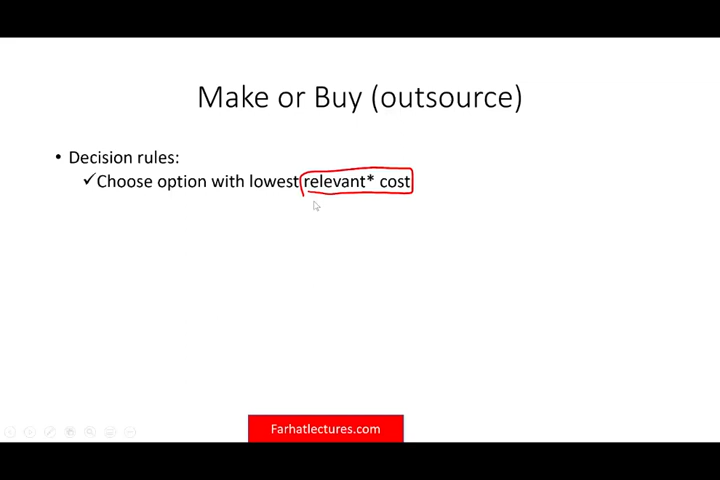 Make or Buy (outsource)
• Decision rules:
✓Choose option with lowest relevant* cost
Farhatlectures.com